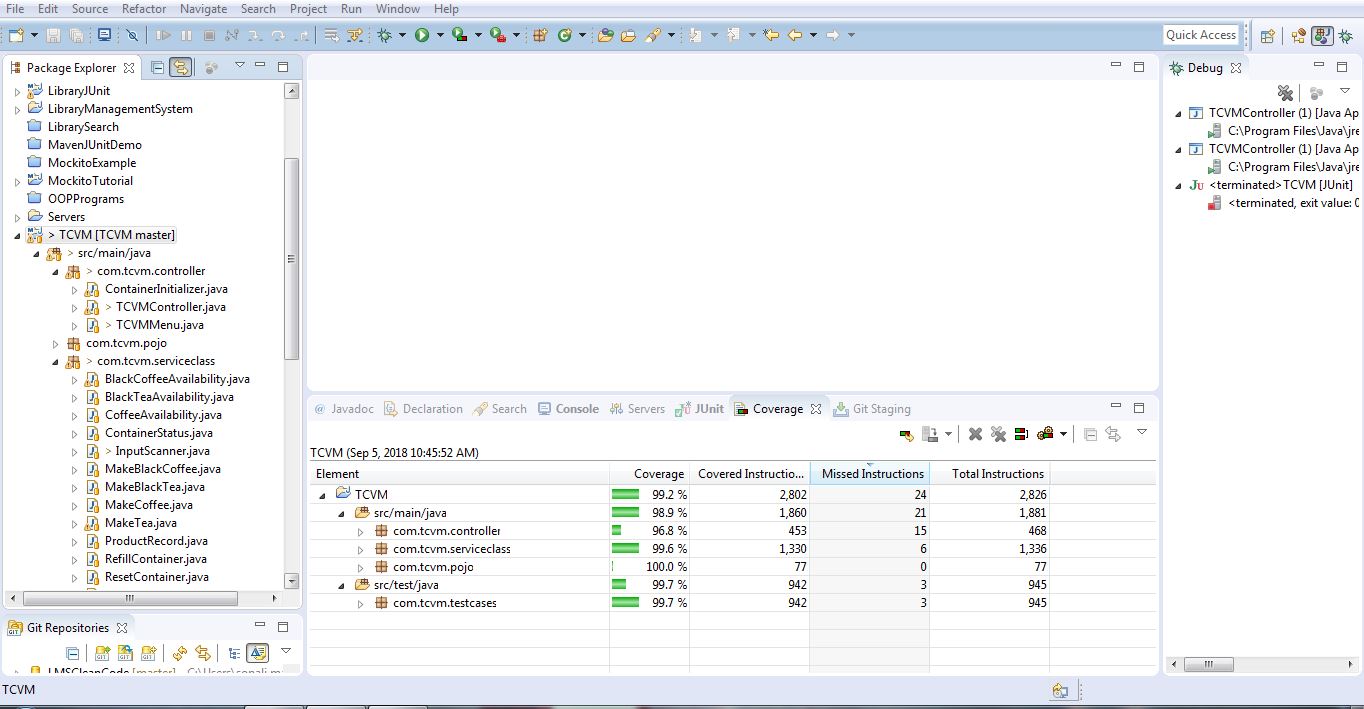 File Edit Source Refactor Navigate Search Project Run Window Help
Quick Access
Package Explorer
LibraryJUnit
LibraryManagementSystem
LibrarySearch
MavenJUnitDemo
MockitoExample
MockitoTutorial
OOPPrograms
Servers
> TCVM [TCVM master]
> src/main/java
> com.tcvm.controller
ContainerInitializer.java
> TCVMController.java
> TCVMMenu.java
com.tcvm.pojo
> com.tcvm.serviceclass
BlackCoffeeAvailability.java
BlackTeaAvailability.java
CoffeeAvailability.java
ContainerStatus.java
> InputScanner.java
MakeBlackCoffee.java
MakeBlackTea.java
MakeCoffee.java
MakeTea.java
ProductRecord.java
RefillContainer.java
ResetContainer.java
Git Repositories
LMSCleanCode [master]
TCVM
@ Javadoc Declaration Search Console Servers JUnit Coverage Git Staging
TCVM (Sep 5, 2018 10:45:52 AM)
Element Coverage Covered Instructio... Missed Instructions Total Instructions
TCVM 99.2 % 2,802 24 2,826
src/main/java 98.9 % 1,860 21 1,881
com.tcvm.controller 96.8 % 453 15 468
com.tcvm.serviceclass 99.6 % 1,330 6 1,336
com.tcvm.pojo 100.0 % 77 0 77
src/test/java 99.7 % 942 3 945
com.tcvm.testcases 99.7 % 942 3 945
Debug
TCVMController (1) [Java Ap
C:\Program Files\Java\jre
TCVMController (1) [Java Ap
C:\Program Files\Java\jre
<terminated>TCVM [JUnit]
<terminated, exit value: 0